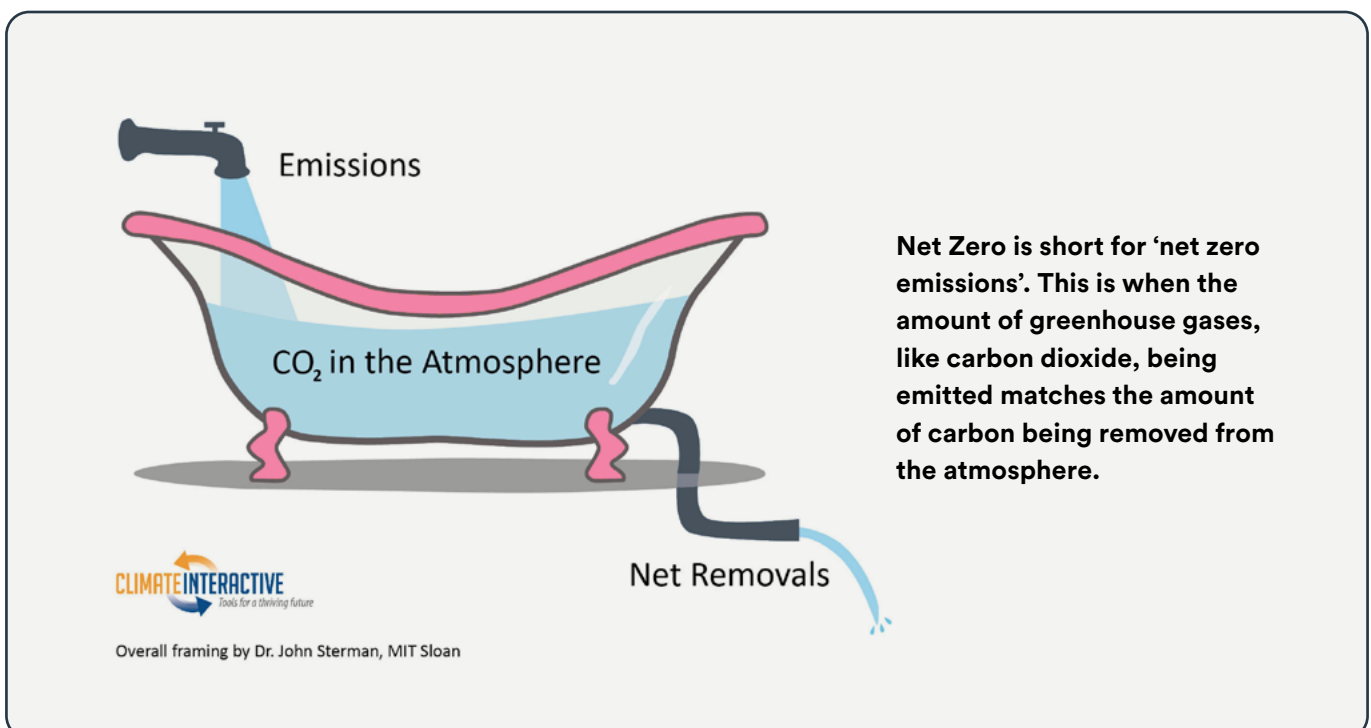 Emissions
CO₂ in the Atmosphere
Net Removals
Net Zero is short for ‘net zero
emissions’. This is when the
amount of greenhouse gases,
like carbon dioxide, being
emitted matches the amount
of carbon being removed from
the atmosphere.
CLIMATEINTERACTIVE
Tools for a thriving future
Overall framing by Dr. John Sterman, MIT Sloan